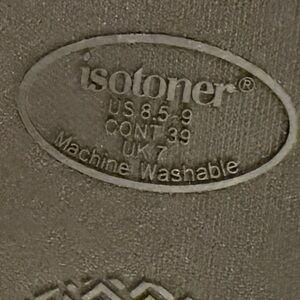 isotoner®
US 8.5-9
CONT 39
UK 7
Machine Washable